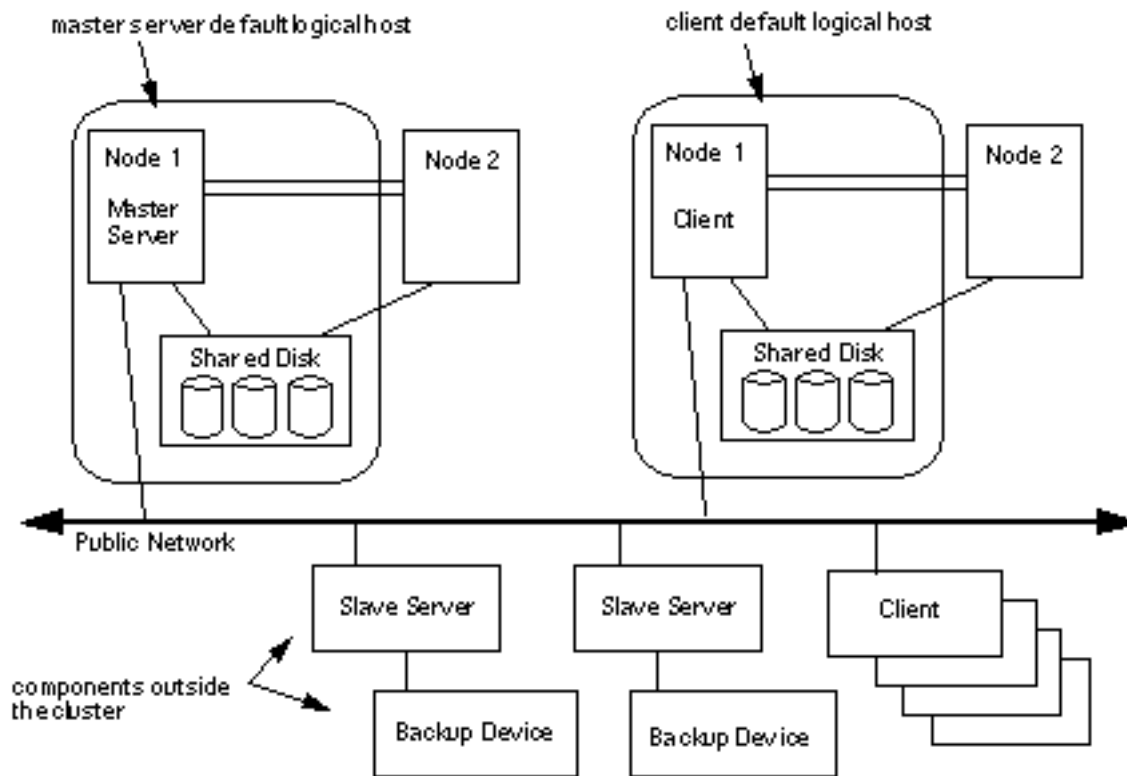 master server default logical host
client default logical host
Node 1
Master
Server
Node 2
Shared Disk
Node 1
Client
Node 2
Shared Disk
Public Network
Slave Server
Slave Server
Client
components outside
the cluster
Backup Device
Backup Device